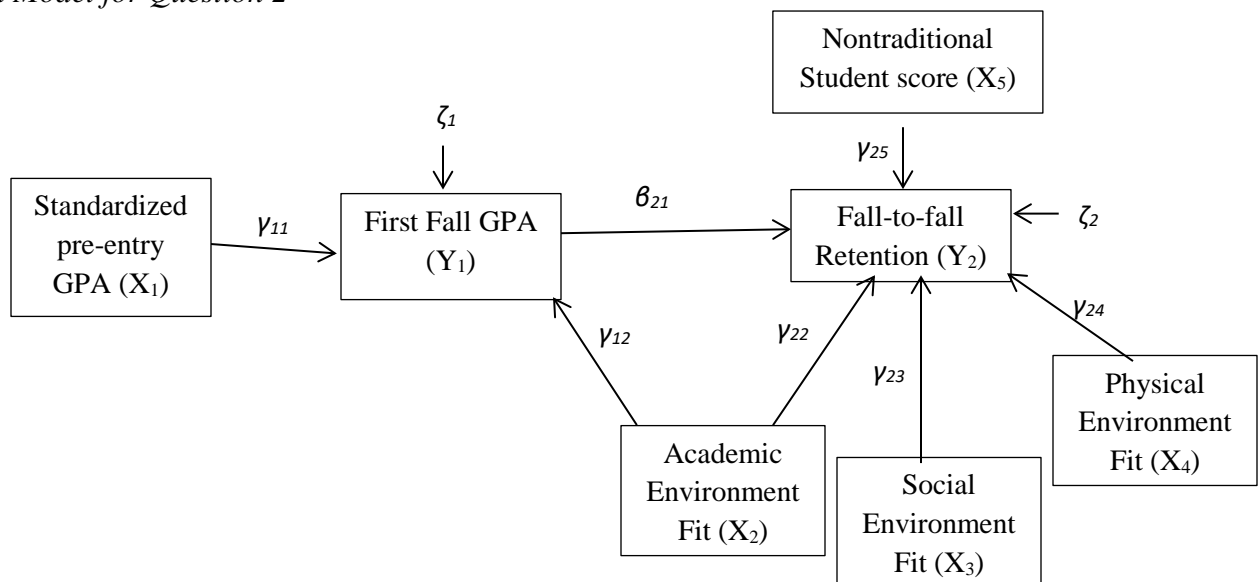 Model for Question 2
Nontraditional
Student score (X₅)
ζ₁
γ₂₅
Standardized
pre-entry
GPA (X₁)
γ₁₁
First Fall GPA
(Y₁)
β₂₁
Fall-to-fall
Retention (Y₂)
ζ₂
γ₁₂
γ₂₂
γ₂₃
γ₂₄
Academic
Environment
Fit (X₂)
Social
Environment
Fit (X₃)
Physical
Environment
Fit (X₄)